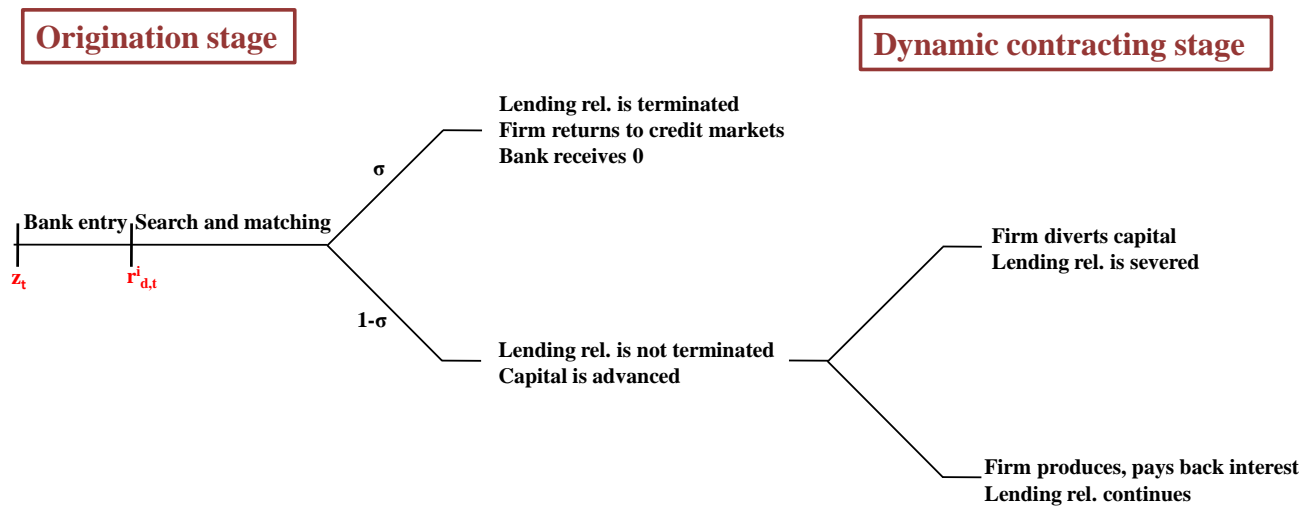 Origination stage
Dynamic contracting stage
Lending rel. is terminated
Firm returns to credit markets
Bank receives 0
σ
Bank entry
Search and matching
z_t
r^i_{d,t}
Firm diverts capital
Lending rel. is severed
1-σ
Lending rel. is not terminated
Capital is advanced
Firm produces, pays back interest
Lending rel. continues